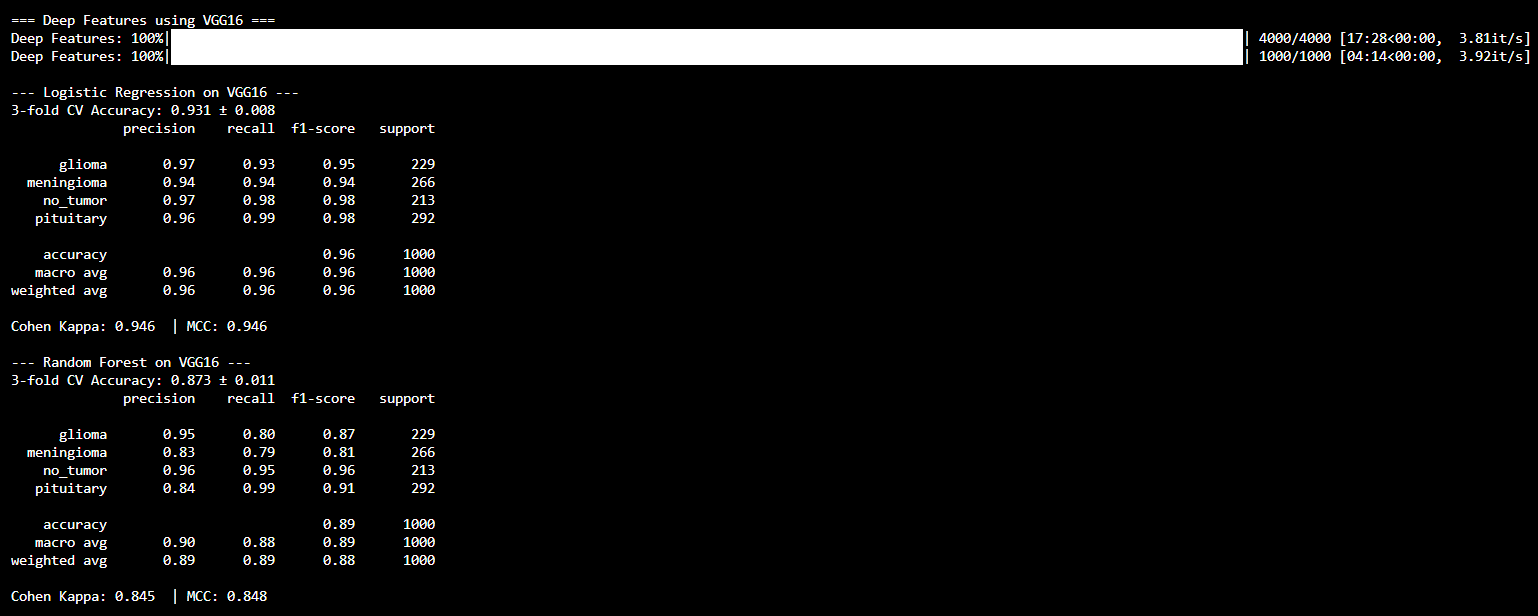 === Deep Features using VGG16 ===
Deep Features: 100%| | 4000/4000 [17:28<00:00,  3.81it/s]
Deep Features: 100%| | 1000/1000 [04:14<00:00,  3.92it/s]
--- Logistic Regression on VGG16 ---
3-fold CV Accuracy: 0.931 ± 0.008
precision    recall  f1-score   support
glioma       0.97      0.93      0.95       229
meningioma       0.94      0.94      0.94       266
no_tumor       0.97      0.98      0.98       213
pituitary       0.96      0.99      0.98       292
accuracy                           0.96      1000
macro avg       0.96      0.96      0.96      1000
weighted avg       0.96      0.96      0.96      1000
Cohen Kappa: 0.946  | MCC: 0.946
--- Random Forest on VGG16 ---
3-fold CV Accuracy: 0.873 ± 0.011
precision    recall  f1-score   support
glioma       0.95      0.80      0.87       229
meningioma       0.83      0.79      0.81       266
no_tumor       0.96      0.95      0.96       213
pituitary       0.84      0.99      0.91       292
accuracy                           0.89      1000
macro avg       0.90      0.88      0.89      1000
weighted avg       0.89      0.89      0.88      1000
Cohen Kappa: 0.845  | MCC: 0.848